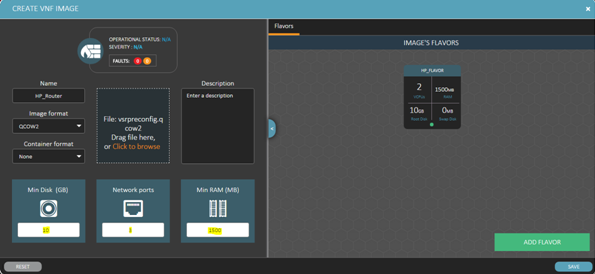 CREATE VNF IMAGE
OPERATIONAL STATUS: N/A
SEVERITY : N/A
FAULTS: 0 0
Name
HP_Router
Image format
QCOW2
Container format
None
File: vsrpreconfig.q
cow2
Drag file here,
or Click to browse
Description
Enter a description
Min Disk (GB)
10
Network ports
3
Min RAM (MB)
1500
RESET
Flavors
IMAGE'S FLAVORS
HP_FLAVOR
2
VCPUs
1500MB
RAM
10GB
Root Disk
0MB
Swap Disk
ADD FLAVOR
SAVE